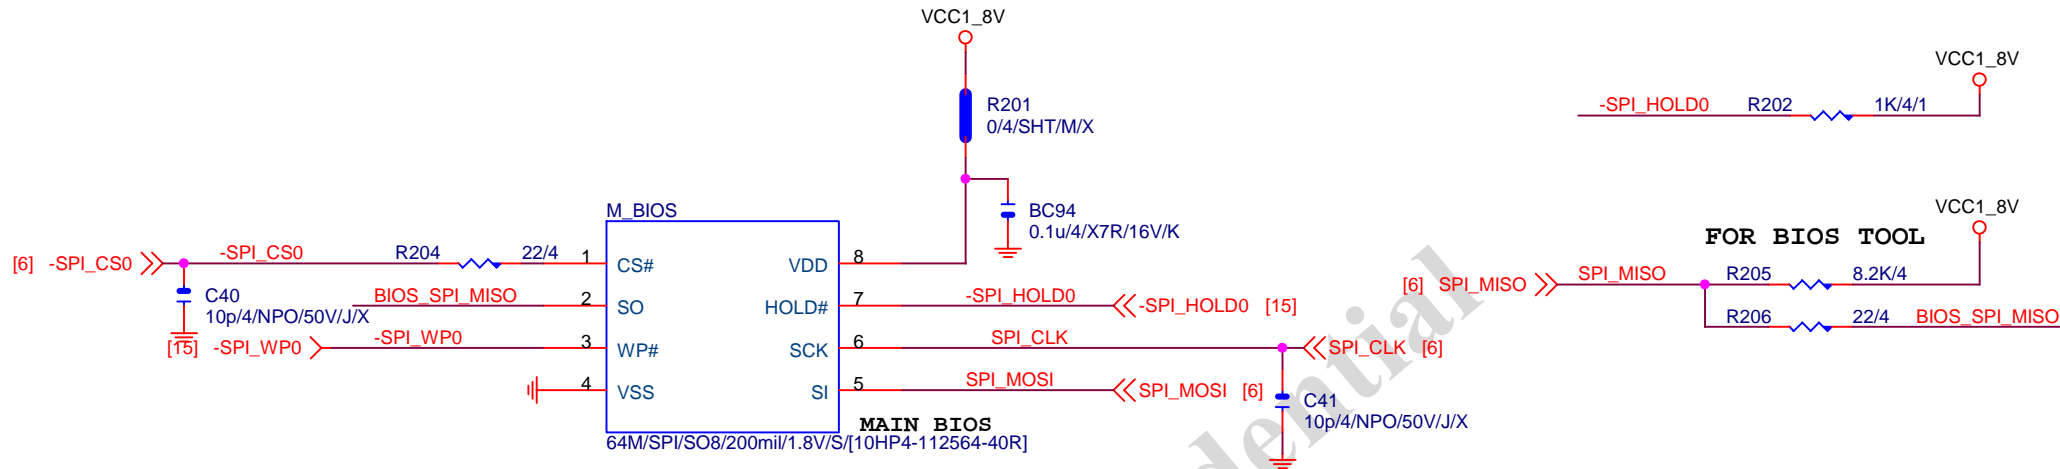 VCC1_8V
VCC1_8V
R201
0/4/SHT/M/X
-SPI_HOLD0 R202 1K/4/1
M_BIOS
BC94
0.1u/4/X7R/16V/K
VCC1_8V
FOR BIOS TOOL
[6] -SPI_CS0 -SPI_CS0 R204 22/4 1 CS# VDD 8
[6] SPI_MISO SPI_MISO R205 8.2K/4
C40
10p/4/NPO/50V/J/X
BIOS_SPI_MISO 2 SO HOLD# 7 -SPI_HOLD0 -SPI_HOLD0 [15]
R206 22/4 BIOS_SPI_MISO
[15] -SPI_WP0 -SPI_WP0 3 WP# SCK 6 SPI_CLK SPI_CLK [6]
4 VSS SI 5 SPI_MOSI SPI_MOSI [6]
C41
10p/4/NPO/50V/J/X
MAIN BIOS
64M/SPI/SO8/200mil/1.8V/S/[10HP4-112564-40R]
dential